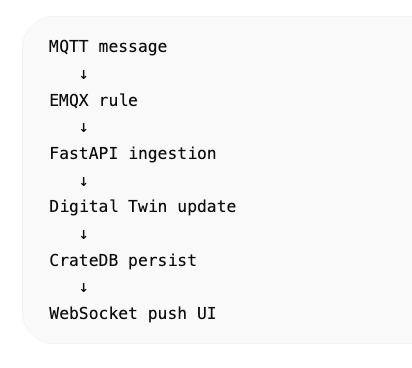 MQTT message
↓
EMQX rule
↓
FastAPI ingestion
↓
Digital Twin update
↓
CrateDB persist
↓
WebSocket push UI